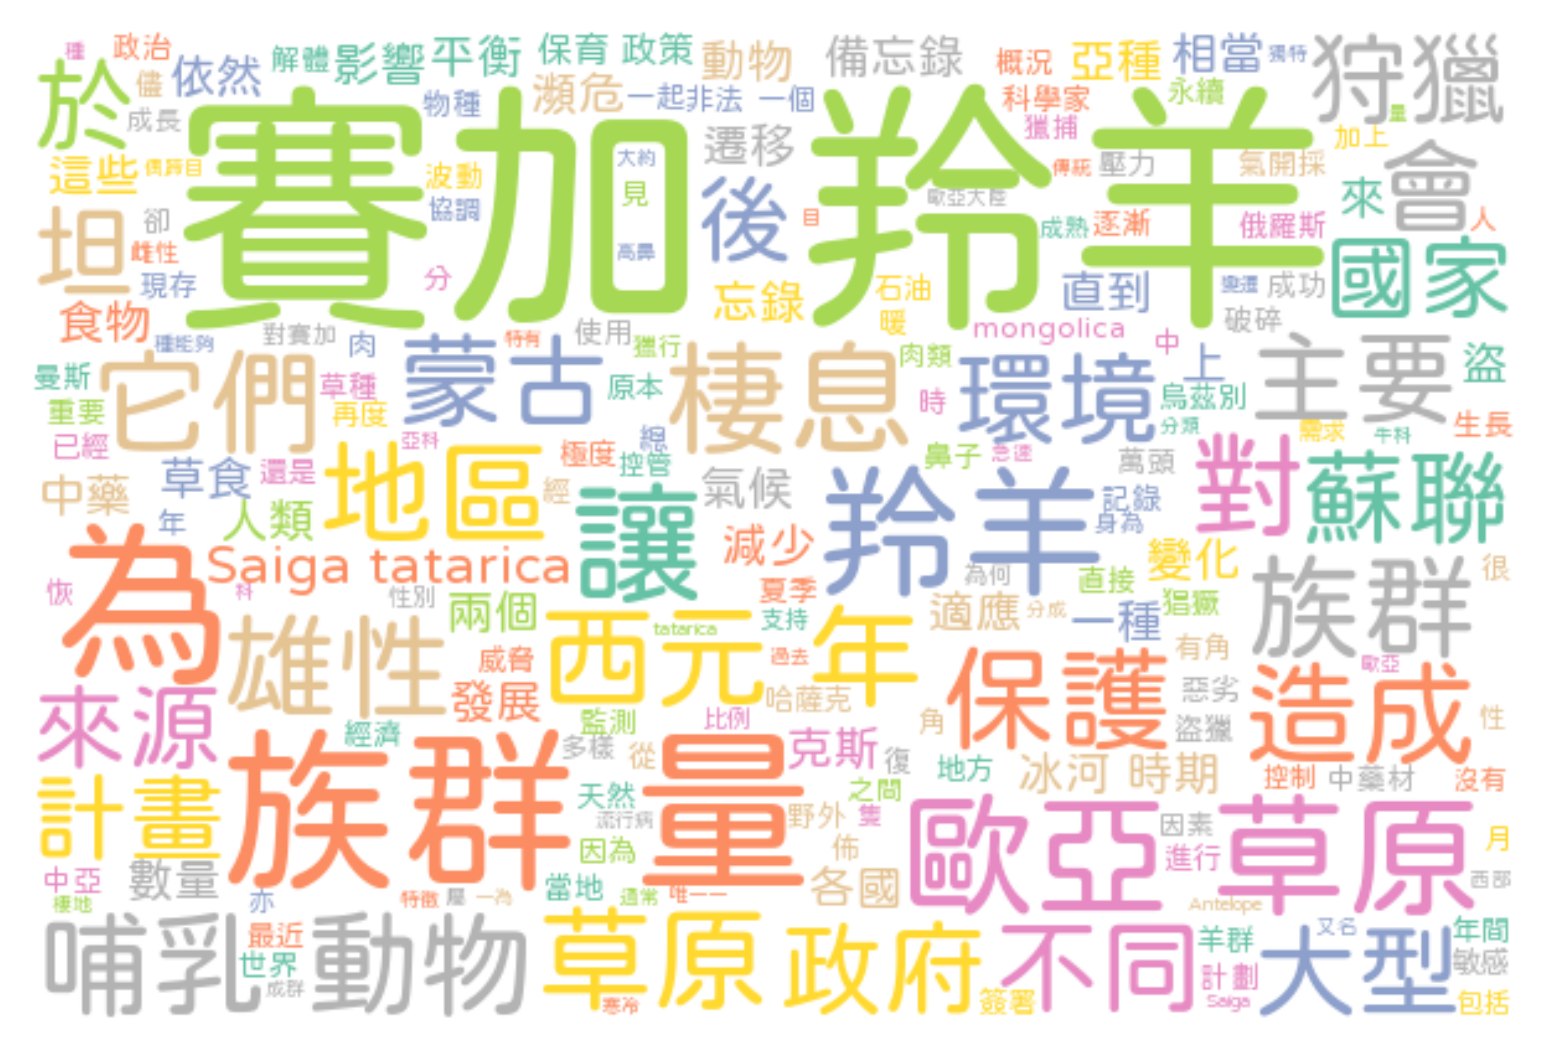 種 政治 解體 影響 平衡 保育 政策 動物 備忘錄 概況 亞種 相當 獨特 狩獵
於 儘 依然 物種 瀕危 一起 非法 一個 科學家 永續
成長 賽加羚羊 大約 遷移 獵捕 加上 量
這些 偶蹄目 波動 見 傳統 壓力 氣開採 會
坦 卻 協調 後 目 歐亞大陸 成熟 逐漸 來 俄羅斯 人
雌性 現存 分 高鼻 忘錄 石油 直到 變遷 成功 國家
食物 種能夠 對賽加 肉 特有 使用 獵行 暖 mongolica 破碎
曼斯 它們 草種 蒙古 原本 棲息 肉類 環境 中 上 主要 盜
重要 再度 時 烏茲別
已經 亞科 總 極度 控管 鼻子 急速 分類 需求 牛科 生長
中藥 草食 還是 地區 經 氣候 萬頭 對 蘇聯
年 人類 讓 羚羊 記錄 身為
為 Saiga tatarica 減少 變化 族群 很
恢 科 性別 兩個 夏季 為何 直接 猖獗
雄性 西元 tatarica 支持 年 適應 分成 一種 有角
來源 威脅 過去 保護 歐亞 造成
發展 監測 比例 哈薩克 角 惡劣 盜獵 性
經濟 多樣 從 克斯 復 地方 冰河 時期 控制 中藥材 沒有
計畫 族群 量 天然 流行病 之間 野外 隻 歐亞 草原 因素 月
中亞 數量 因為 佈 進行 西部
棲地 亦 特徵 屬 一為 當地 通常 唯一一 各國 Antelope
哺乳 動物 最近 草原 政府 不同 羊群 大型 又名 年間
世界 計劃 敏感
成群 寒冷 簽署 Saiga 包括